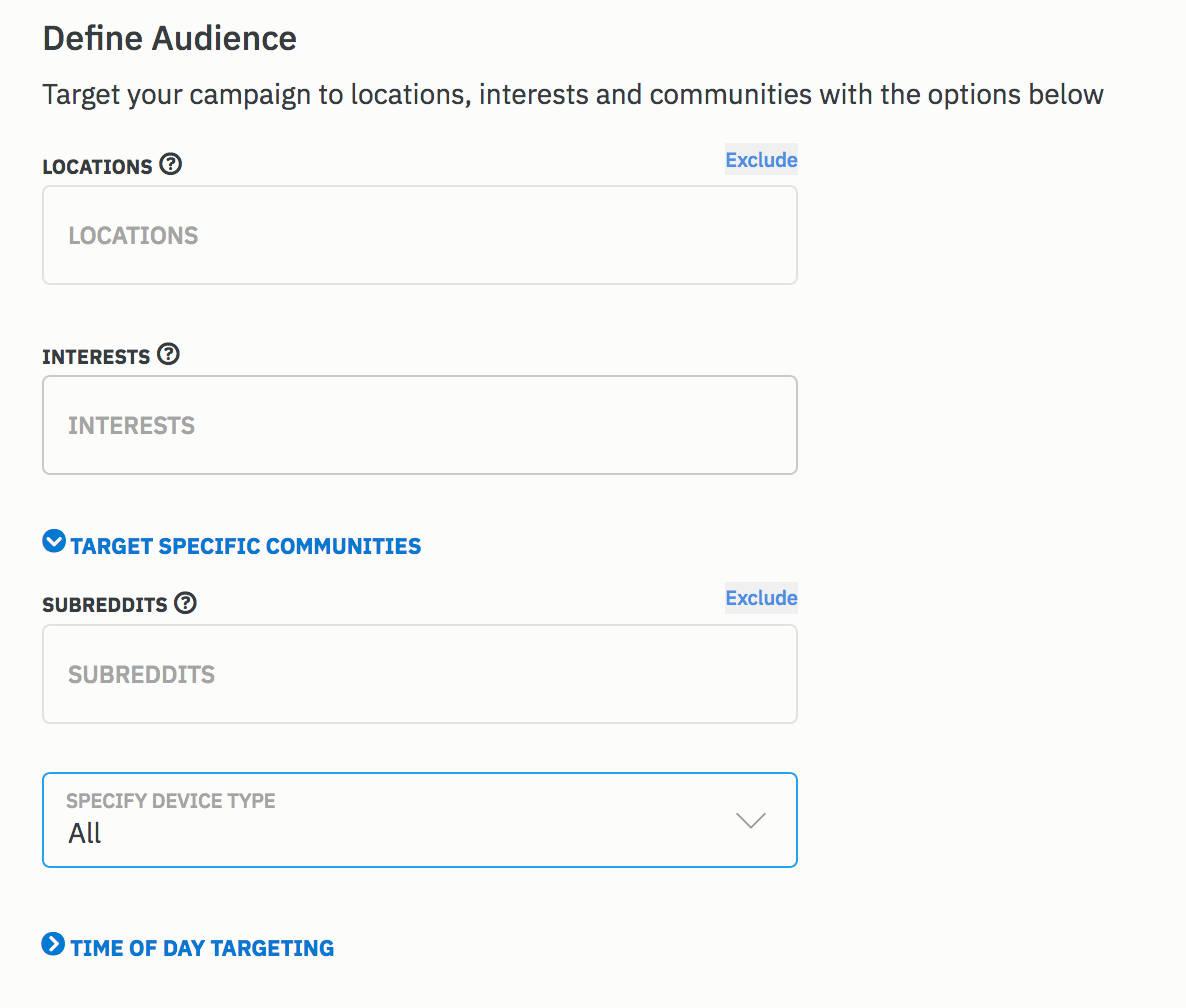 Define Audience
Target your campaign to locations, interests and communities with the options below
LOCATIONS ?
Exclude
LOCATIONS
INTERESTS ?
INTERESTS
TARGET SPECIFIC COMMUNITIES
SUBREDDITS ?
Exclude
SUBREDDITS
SPECIFY DEVICE TYPE
All
TIME OF DAY TARGETING